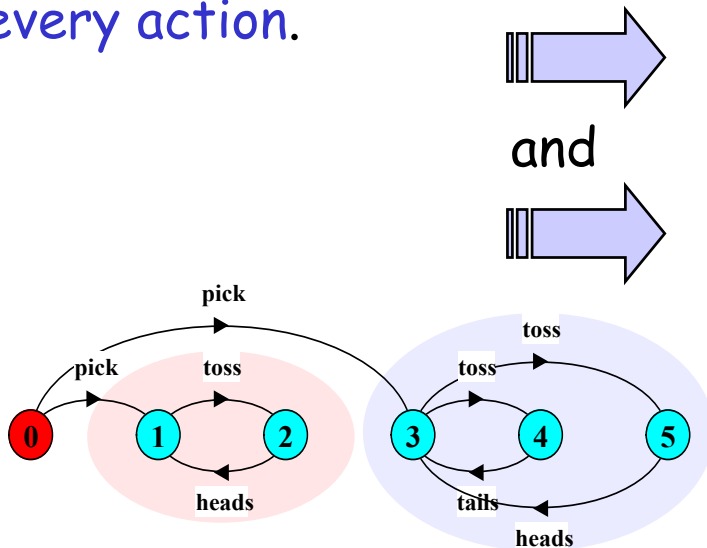 every action.
and
pick
toss
pick
toss
toss
0
1
2
3
4
5
heads
tails
heads